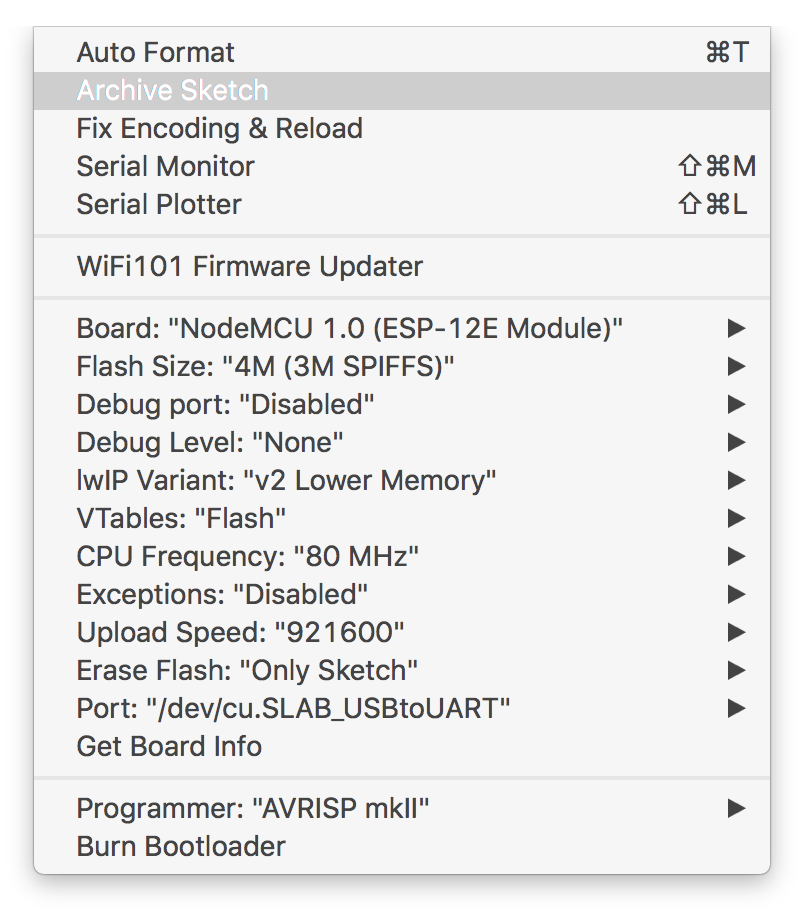 Auto Format ⌘T
Archive Sketch
Fix Encoding & Reload
Serial Monitor ⇧⌘M
Serial Plotter ⇧⌘L
WiFi101 Firmware Updater
Board: "NodeMCU 1.0 (ESP-12E Module)"
Flash Size: "4M (3M SPIFFS)"
Debug port: "Disabled"
Debug Level: "None"
lwIP Variant: "v2 Lower Memory"
VTables: "Flash"
CPU Frequency: "80 MHz"
Exceptions: "Disabled"
Upload Speed: "921600"
Erase Flash: "Only Sketch"
Port: "/dev/cu.SLAB_USBtoUART"
Get Board Info
Programmer: "AVRISP mkII"
Burn Bootloader